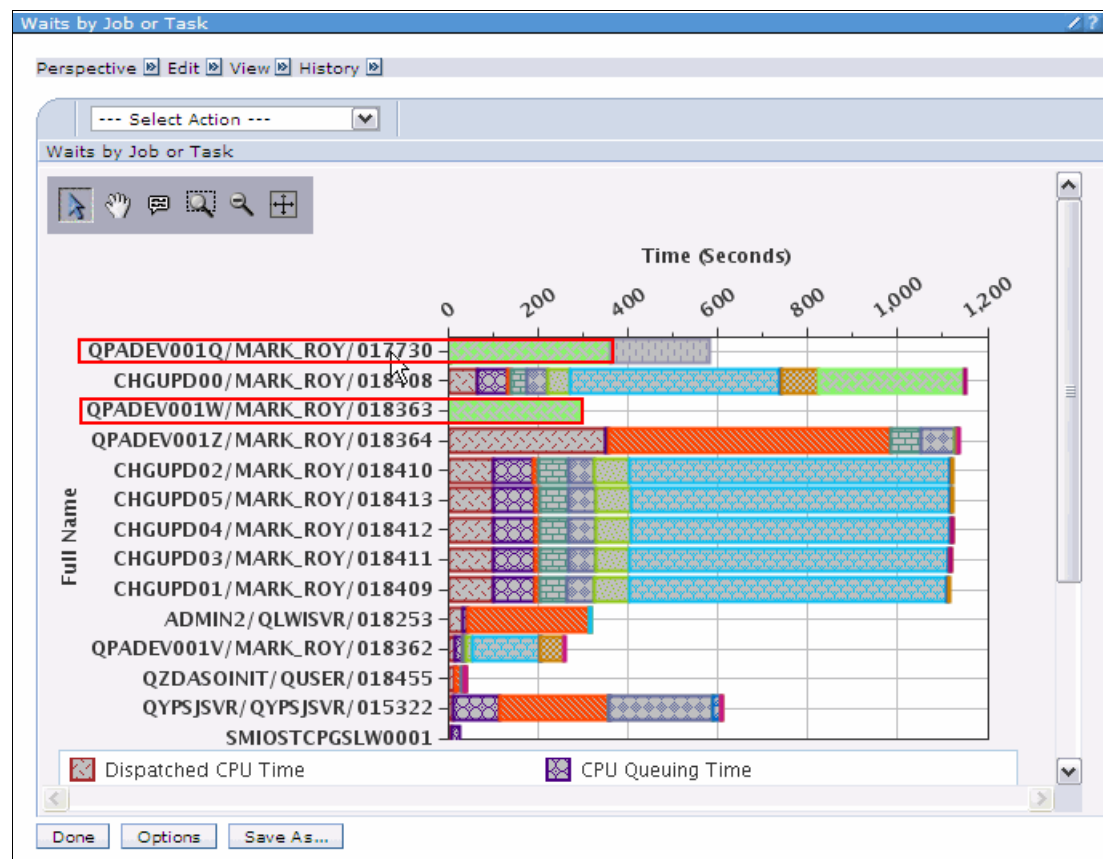 Waits by Job or Task
Perspective Edit View History
--- Select Action ---
Waits by Job or Task
Time (Seconds)
0 200 400 600 800 1,000 1,200
Full Name
QPADEV001Q/MARK_ROY/017730
CHGUPD00/MARK_ROY/018408
QPADEV001W/MARK_ROY/018363
QPADEV001Z/MARK_ROY/018364
CHGUPD02/MARK_ROY/018410
CHGUPD05/MARK_ROY/018413
CHGUPD04/MARK_ROY/018412
CHGUPD03/MARK_ROY/018411
CHGUPD01/MARK_ROY/018409
ADMIN2/QLWISVR/018253
QPADEV001V/MARK_ROY/018362
QZDASOINIT/QUSER/018455
QYPSJSVR/QYPSJSVR/015322
SMIOSTCPGSLW0001
Dispatched CPU Time CPU Queuing Time
Done Options Save As...